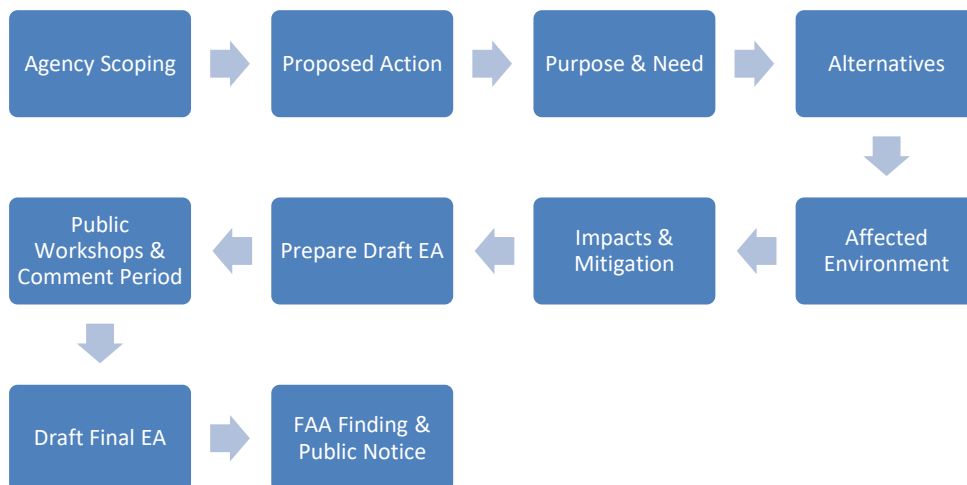 Agency Scoping
Proposed Action
Purpose & Need
Alternatives
Affected
Environment
Impacts &
Mitigation
Prepare Draft EA
Public
Workshops &
Comment Period
Draft Final EA
FAA Finding &
Public Notice